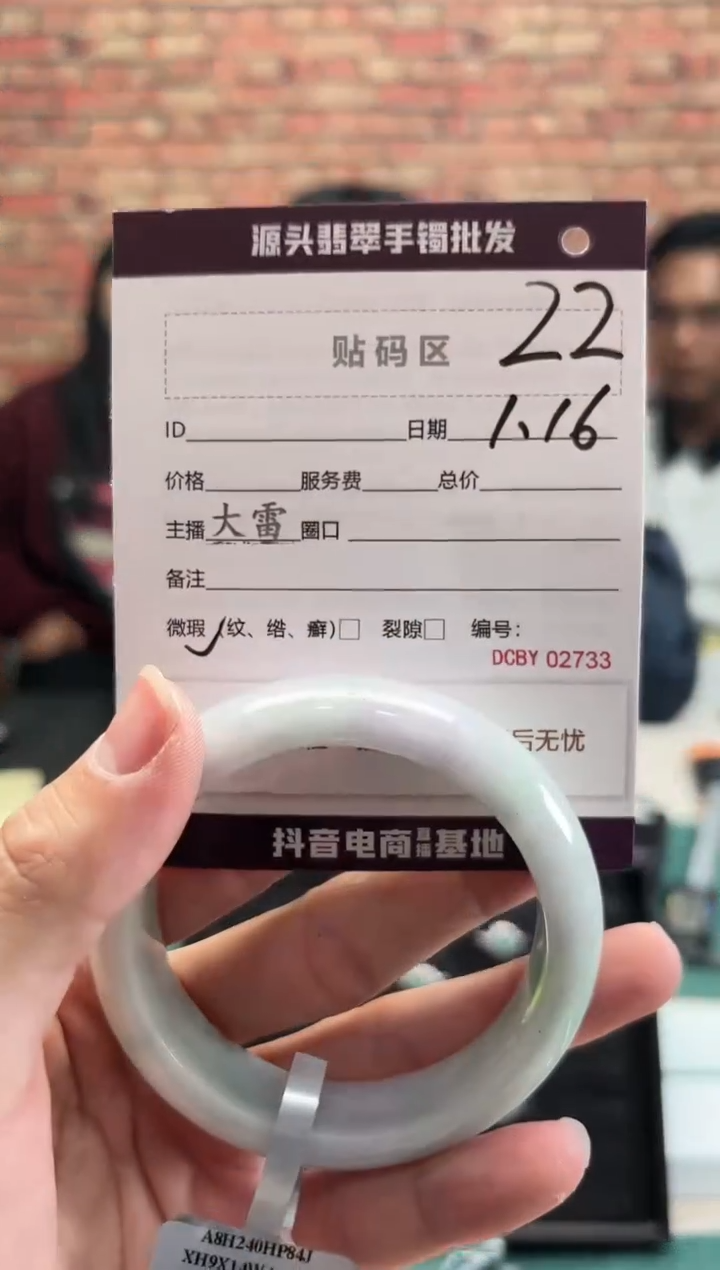 源头翡翠手镯批发
贴码区 22
ID 日期 1.16
价格 服务费 总价
主播 大雷 圈口
备注
微瑕 (纹、绺、癣) 裂隙 编号:
DCBY 02733
后无忧
抖音电商直播基地
A8H240HP84J